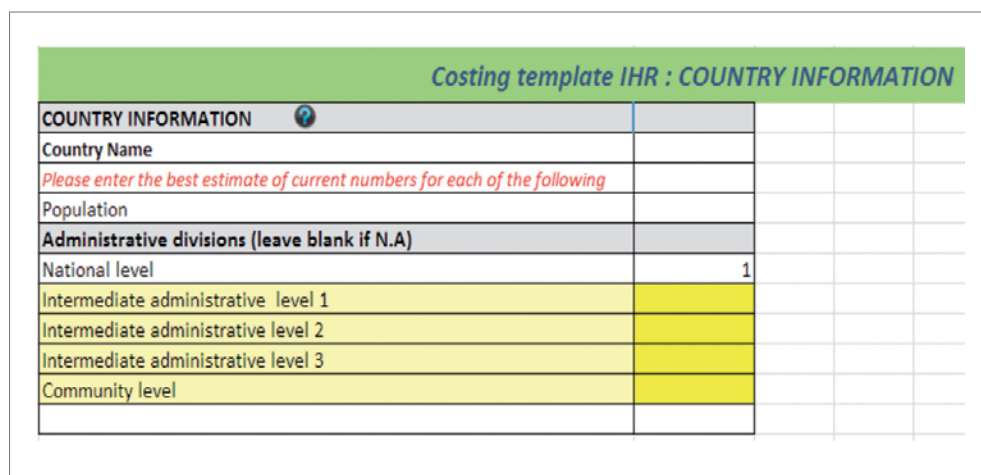 Costing template IHR : COUNTRY INFORMATION
COUNTRY INFORMATION ?
Country Name
Please enter the best estimate of current numbers for each of the following
Population
Administrative divisions (leave blank if N.A)
National level 1
Intermediate administrative level 1
Intermediate administrative level 2
Intermediate administrative level 3
Community level